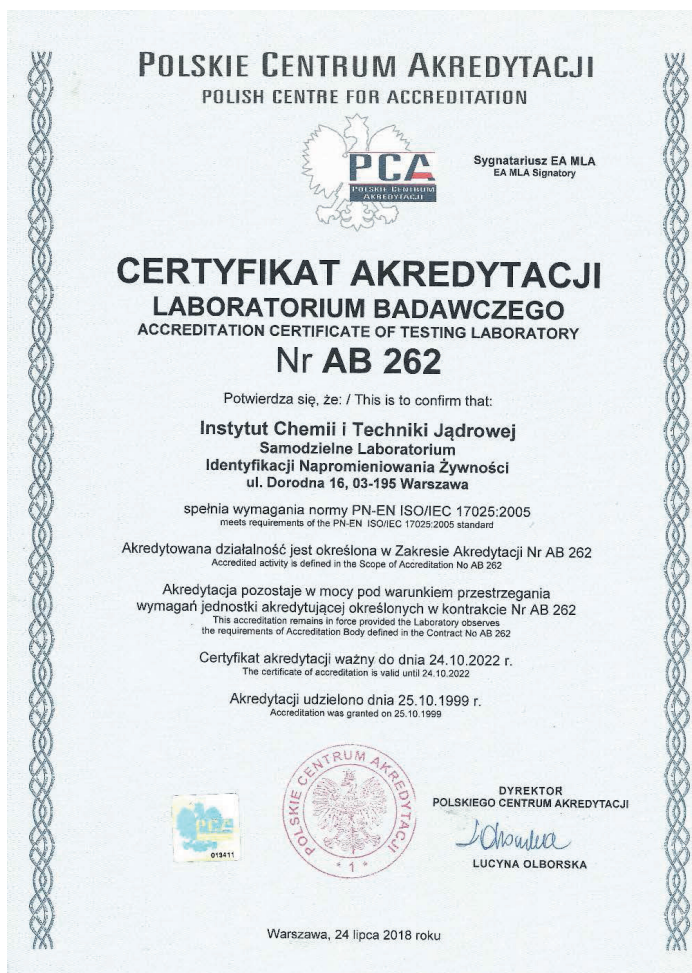 POLSKIE CENTRUM AKREDYTACJI
POLISH CENTRE FOR ACCREDITATION
PCA
POLSKIE CENTRUM
AKREDYTACJI
Sygnatariusz EA MLA
EA MLA Signatory
CERTYFIKAT AKREDYTACJI
LABORATORIUM BADAWCZEGO
ACCREDITATION CERTIFICATE OF TESTING LABORATORY
Nr AB 262
Potwierdza się, że: / This is to confirm that:
Instytut Chemii i Techniki Jądrowej
Samodzielne Laboratorium
Identyfikacji Napromieniowania Żywności
ul. Dorodna 16, 03-195 Warszawa
spełnia wymagania normy PN-EN ISO/IEC 17025:2005
meets requirements of the PN-EN ISO/IEC 17025:2005 standard
Akredytowana działalność jest określona w Zakresie Akredytacji Nr AB 262
Accredited activity is defined in the Scope of Accreditation No AB 262
Akredytacja pozostaje w mocy pod warunkiem przestrzegania
wymagań jednostki akredytującej określonych w kontrakcie Nr AB 262
This accreditation remains in force provided the Laboratory observes
the requirements of Accreditation Body defined in the Contract No AB 262
Certyfikat akredytacji ważny do dnia 24.10.2022 r.
The certificate of accreditation is valid until 24.10.2022
Akredytacji udzielono dnia 25.10.1999 r.
Accreditation was granted on 25.10.1999
POLSKIE CENTRUM AKREDYTACJI
* 1 *
PCA
013411
DYREKTOR
POLSKIEGO CENTRUM AKREDYTACJI
LUCYNA OLBORSKA
Warszawa, 24 lipca 2018 roku